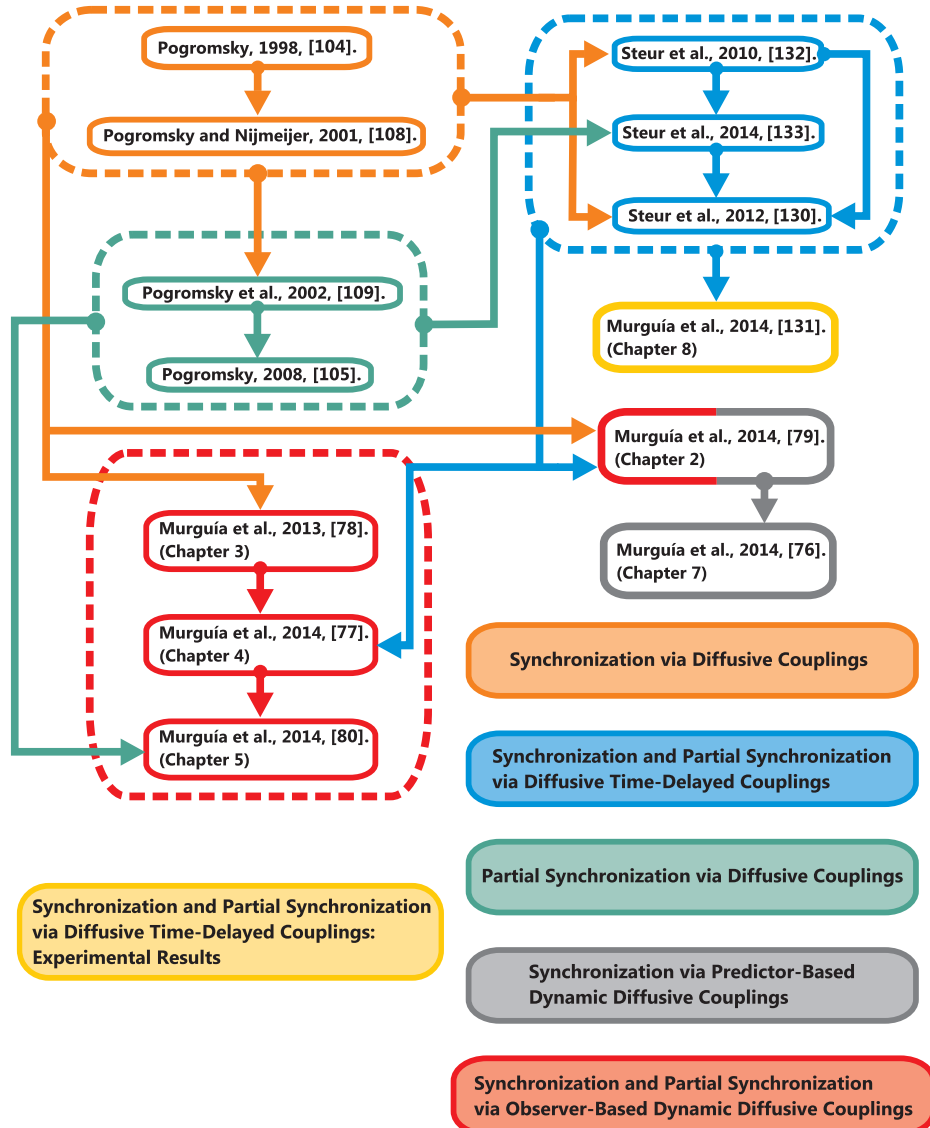 Pogromsky, 1998, [104].
Pogromsky and Nijmeijer, 2001, [108].
Steur et al., 2010, [132].
Steur et al., 2014, [133].
Steur et al., 2012, [130].
Pogromsky et al., 2002, [109].
Pogromsky, 2008, [105].
Murguía et al., 2014, [131].
(Chapter 8)
Murguía et al., 2014, [79].
(Chapter 2)
Murguía et al., 2014, [76].
(Chapter 7)
Murguía et al., 2013, [78].
(Chapter 3)
Murguía et al., 2014, [77].
(Chapter 4)
Murguía et al., 2014, [80].
(Chapter 5)
Synchronization via Diffusive Couplings
Synchronization and Partial Synchronization
via Diffusive Time-Delayed Couplings
Partial Synchronization via Diffusive Couplings
Synchronization and Partial Synchronization
via Diffusive Time-Delayed Couplings:
Experimental Results
Synchronization via Predictor-Based
Dynamic Diffusive Couplings
Synchronization and Partial Synchronization
via Observer-Based Dynamic Diffusive Couplings